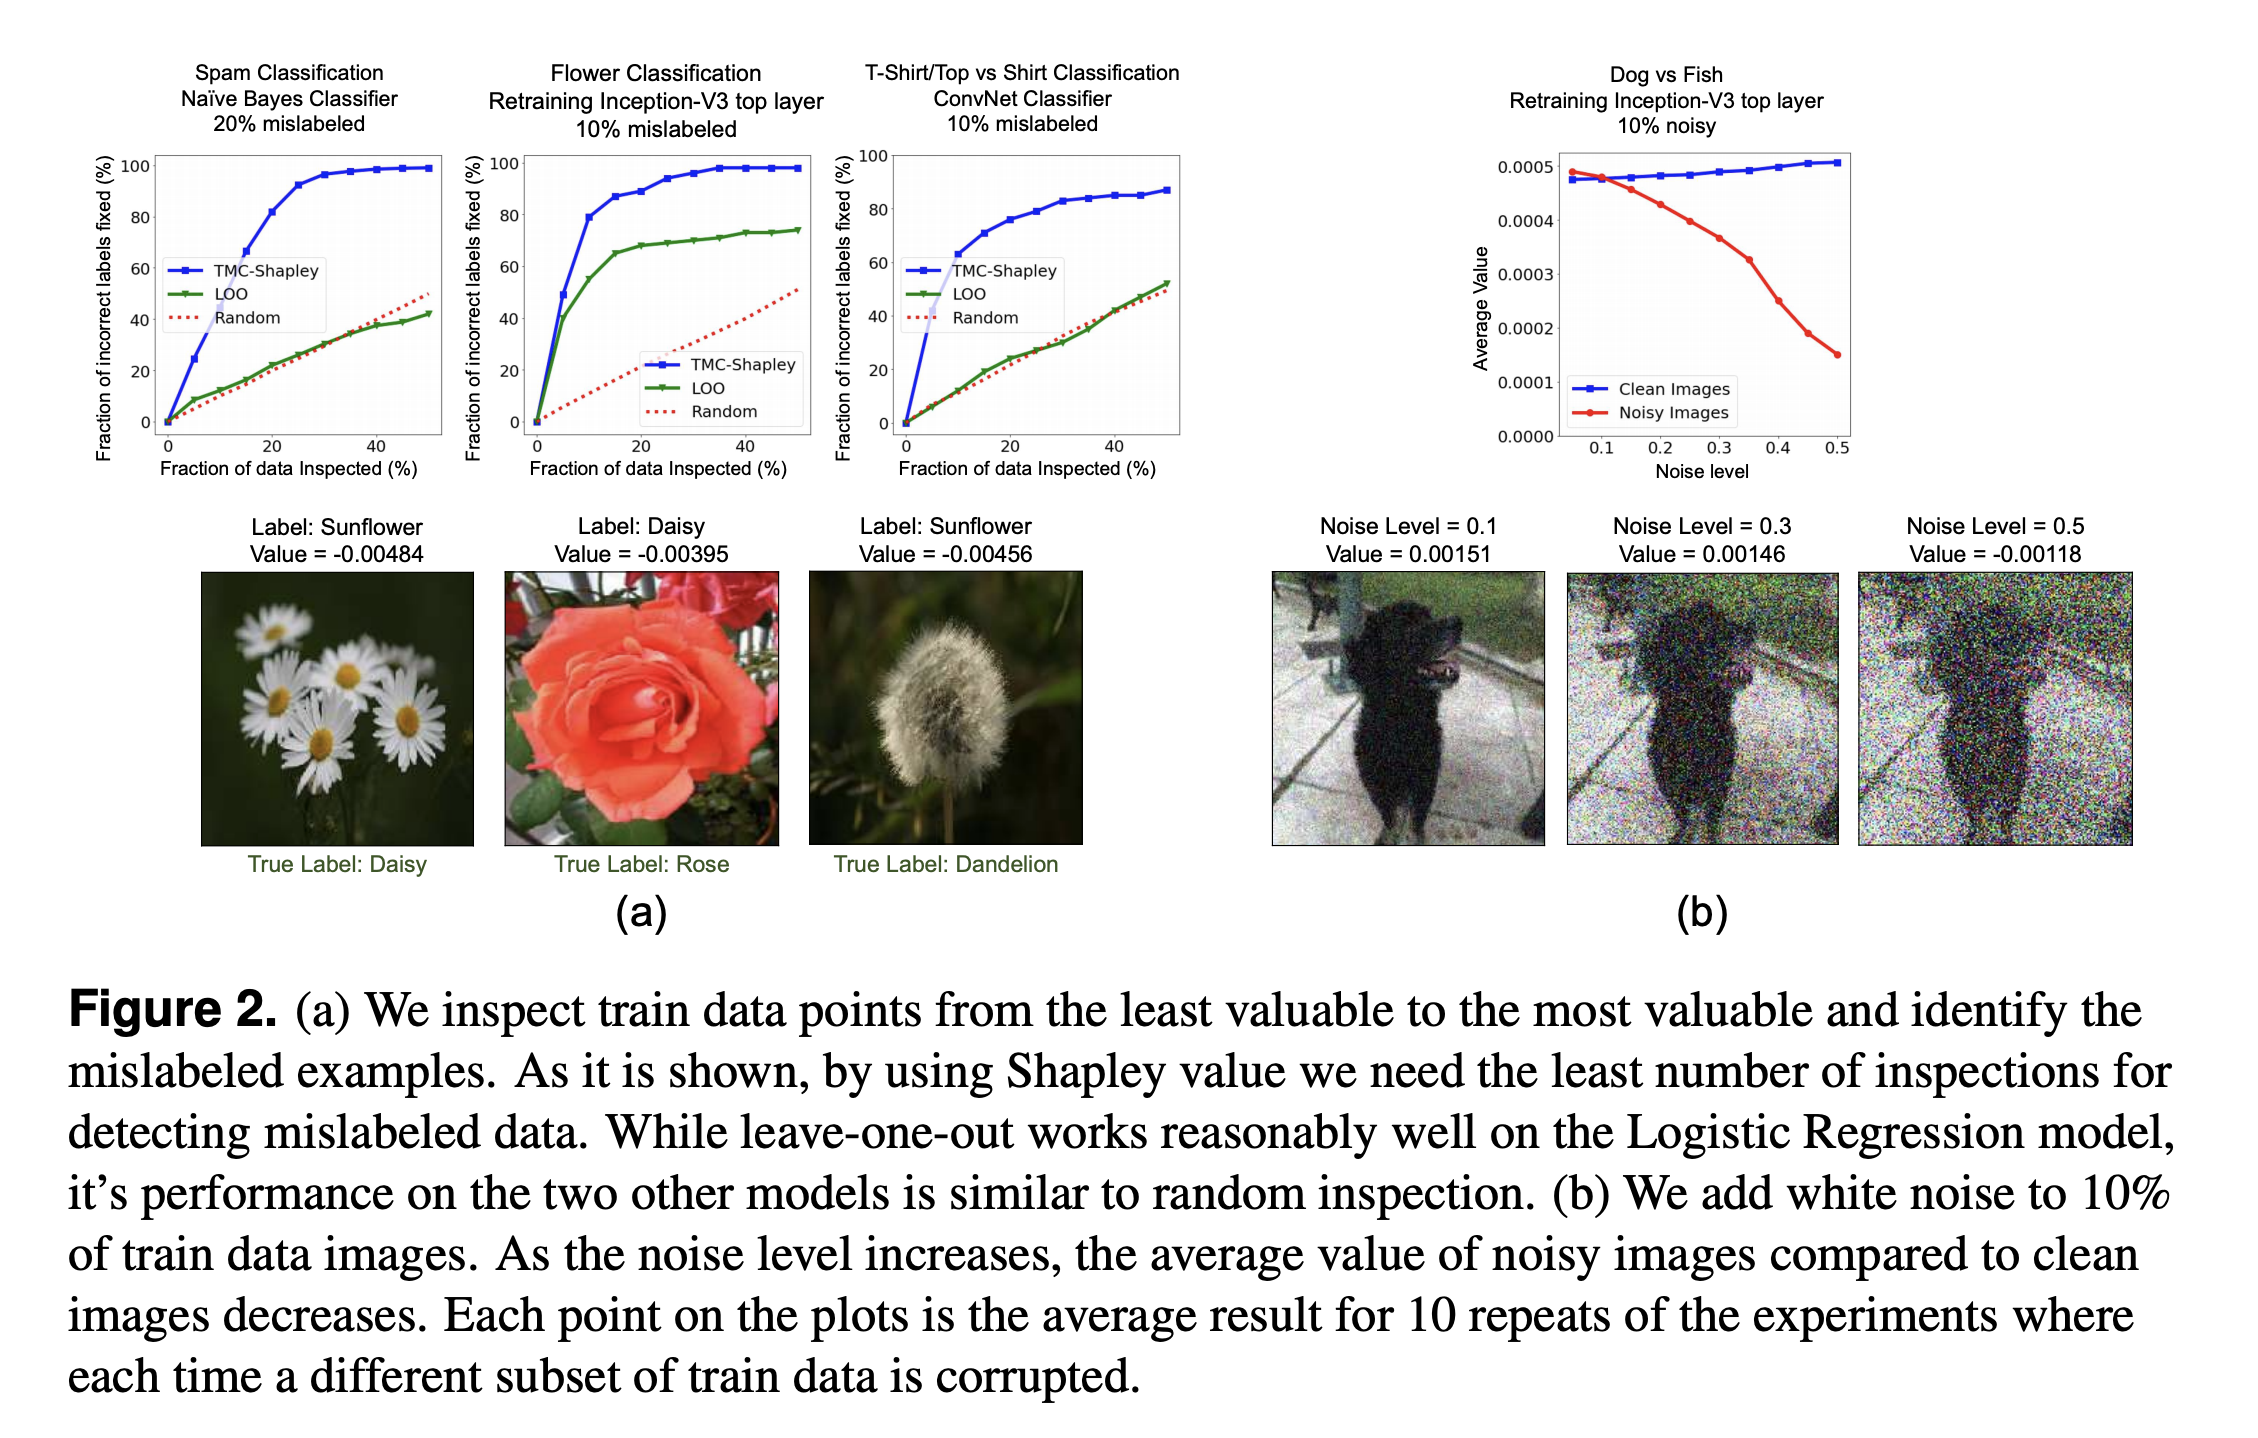 Spam Classification
Naïve Bayes Classifier
20% mislabeled
Fraction of incorrect labels fixed (%)
100
80
60
40
20
0
TMC-Shapley
LOO
Random
0 20 40
Fraction of data Inspected (%)
Flower Classification
Retraining Inception-V3 top layer
10% mislabeled
Fraction of incorrect labels fixed (%)
100
80
60
40
20
0
TMC-Shapley
LOO
Random
0 20 40
Fraction of data Inspected (%)
T-Shirt/Top vs Shirt Classification
ConvNet Classifier
10% mislabeled
Fraction of incorrect labels fixed (%)
100
80
60
40
20
0
TMC-Shapley
LOO
Random
0 20 40
Fraction of data Inspected (%)
Label: Sunflower
Value = -0.00484
True Label: Daisy
Label: Daisy
Value = -0.00395
True Label: Rose
Label: Sunflower
Value = -0.00456
True Label: Dandelion
(a)
Dog vs Fish
Retraining Inception-V3 top layer
10% noisy
Average Value
0.0005
0.0004
0.0003
0.0002
0.0001
0.0000
Clean Images
Noisy Images
0.1 0.2 0.3 0.4 0.5
Noise level
Noise Level = 0.1
Value = 0.00151
Noise Level = 0.3
Value = 0.00146
Noise Level = 0.5
Value = -0.00118
(b)
Figure 2. (a) We inspect train data points from the least valuable to the most valuable and identify the
mislabeled examples. As it is shown, by using Shapley value we need the least number of inspections for
detecting mislabeled data. While leave-one-out works reasonably well on the Logistic Regression model,
it’s performance on the two other models is similar to random inspection. (b) We add white noise to 10%
of train data images. As the noise level increases, the average value of noisy images compared to clean
images decreases. Each point on the plots is the average result for 10 repeats of the experiments where
each time a different subset of train data is corrupted.